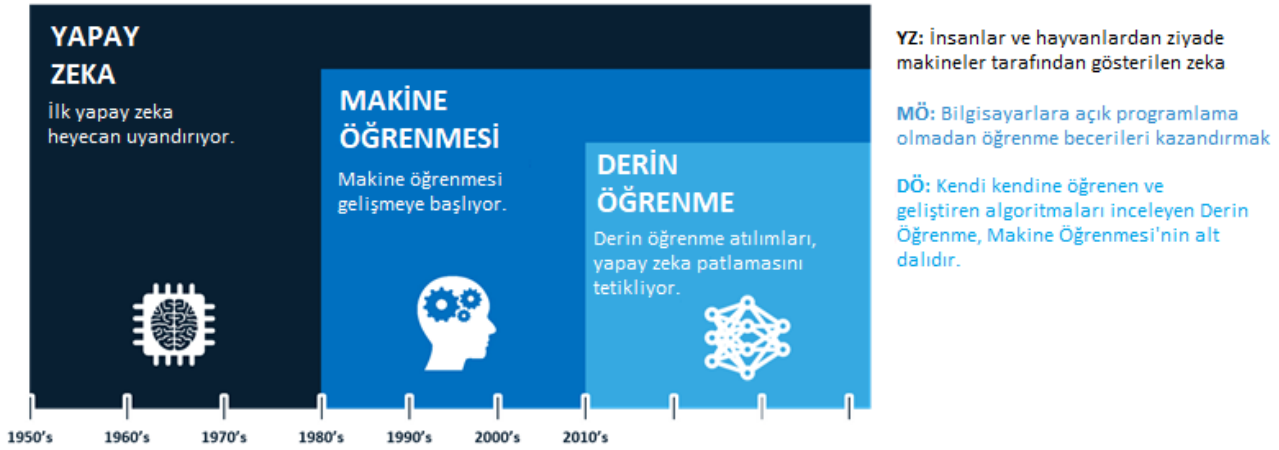 YAPAY
ZEKA
İlk yapay zeka
heyecan uyandırıyor.
MAKİNE
ÖĞRENMESİ
Makine öğrenmesi
gelişmeye başlıyor.
DERİN
ÖĞRENME
Derin öğrenme atılımları,
yapay zeka patlamasını
tetikliyor.
1950's
1960's
1970's
1980's
1990's
2000's
2010's
YZ: İnsanlar ve hayvanlardan ziyade
makineler tarafından gösterilen zeka
MÖ: Bilgisayarlara açık programlama
olmadan öğrenme becerileri kazandırmak
DÖ: Kendi kendine öğrenen ve
geliştiren algoritmaları inceleyen Derin
Öğrenme, Makine Öğrenmesi'nin alt
dalıdır.